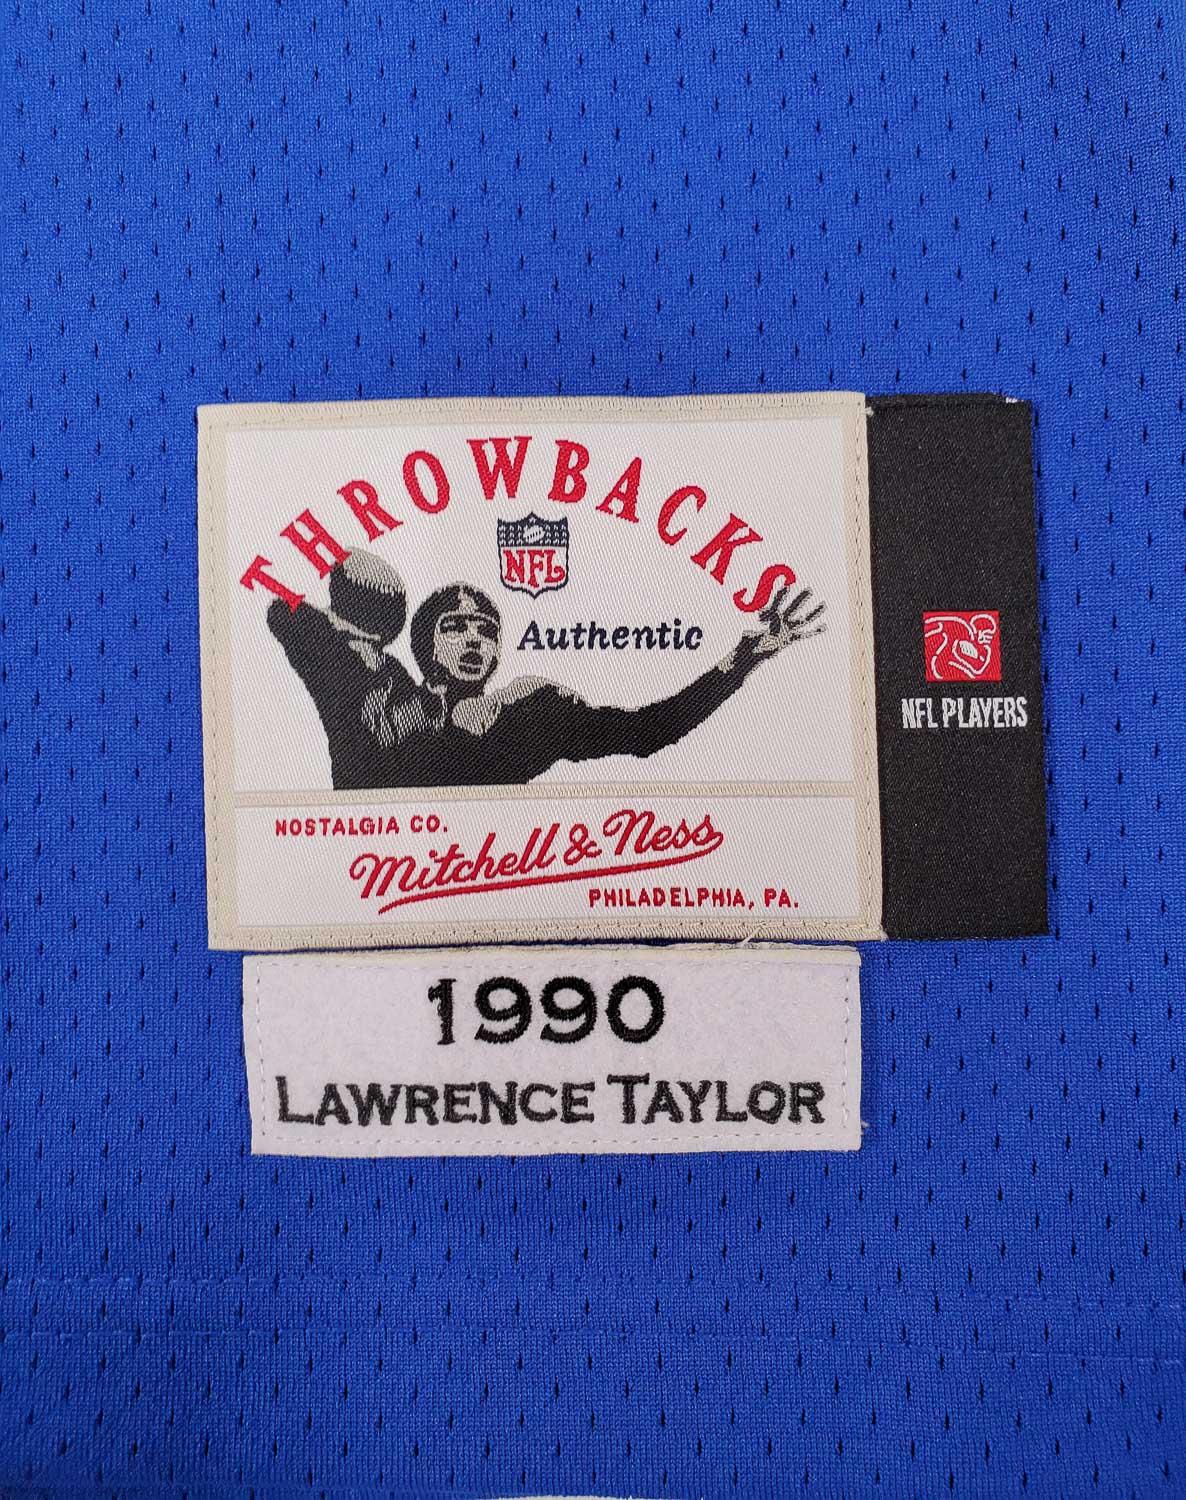 THROWBACKS
NFL
Authentic
NOSTALGIA CO.
Mitchell & Ness
PHILADELPHIA, PA.
NFL PLAYERS
1990
LAWRENCE TAYLOR